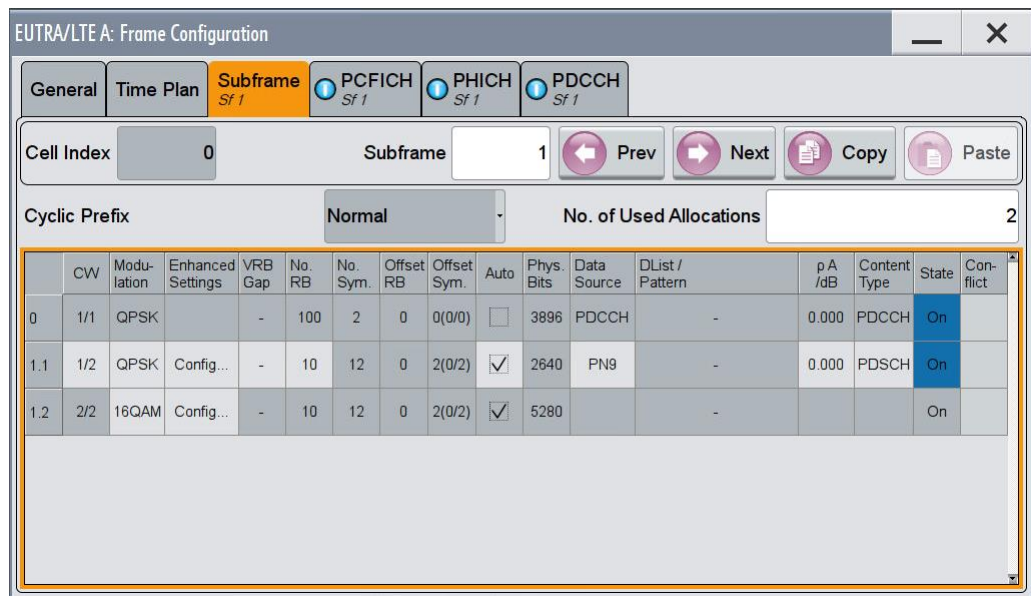 EUTRA/LTE A: Frame Configuration
General Time Plan Subframe Sf 1 PCFICH Sf 1 PHICH Sf 1 PDCCH Sf 1
Cell Index 0 Subframe 1 Prev Next Copy Paste
Cyclic Prefix Normal No. of Used Allocations 2
CW Modu-lation Enhanced Settings VRB Gap No. RB No. Sym. Offset RB Offset Sym. Auto Phys. Bits Data Source DList / Pattern ρ A /dB Content Type State Con-flict
0 1/1 QPSK - 100 2 0 0(0/0) 3896 PDCCH - 0.000 PDCCH On
1.1 1/2 QPSK Config... - 10 12 0 2(0/2) 2640 PN9 - 0.000 PDSCH On
1.2 2/2 16QAM Config... - 10 12 0 2(0/2) 5280 - On